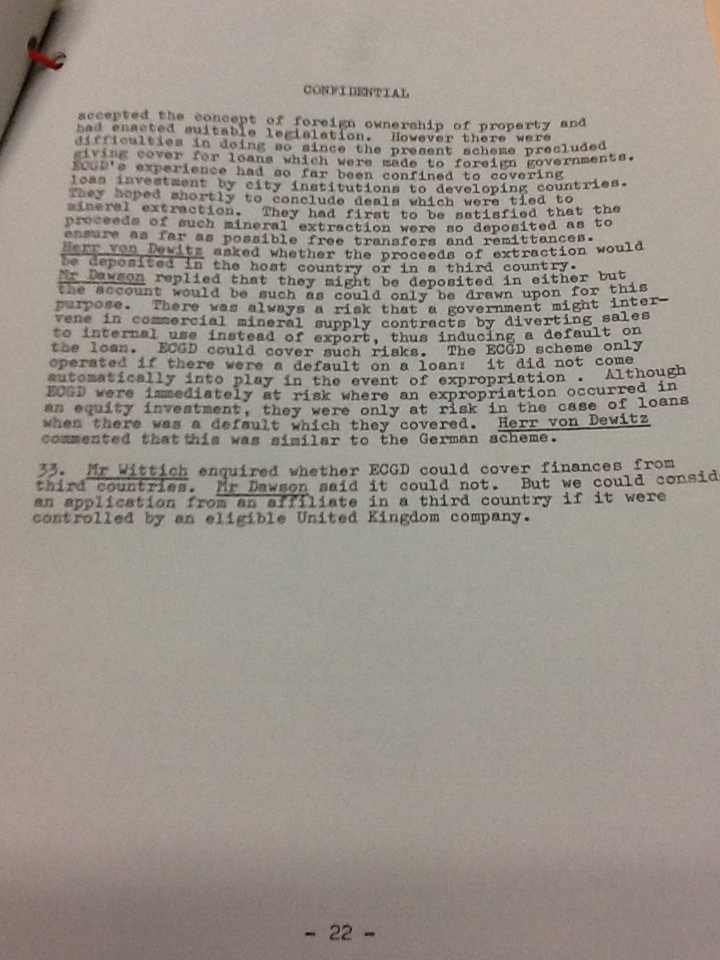 CONFIDENTIAL
accepted the concept of foreign ownership of property and
had enacted suitable legislation. However there were
difficulties in doing so since the present scheme precluded
giving cover for loans which were made to foreign governments.
ECGD's experience had so far been confined to covering
loan investment by city institutions to developing countries.
They hoped shortly to conclude deals which were tied to
mineral extraction. They had first to be satisfied that the
proceeds of such mineral extraction were so deposited as to
ensure as far as possible free transfers and remittances.
Herr von Dewitz asked whether the proceeds of extraction would
be deposited in the host country or in a third country.
Mr Dawson replied that they might be deposited in either but
the account would be such as could only be drawn upon for this
purpose. There was always a risk that a government might inter-
vene in commercial mineral supply contracts by diverting sales
to internal use instead of export, thus inducing a default on
the loan. ECGD could cover such risks. The ECGD scheme only
operated if there were a default on a loan: it did not come
automatically into play in the event of expropriation . Although
ECGD were immediately at risk where an expropriation occurred in
an equity investment, they were only at risk in the case of loans
when there was a default which they covered. Herr von Dewitz
commented that this was similar to the German scheme.
33. Mr Wittich enquired whether ECGD could cover finances from
third countries. Mr Dawson said it could not. But we could consid
an application from an affiliate in a third country if it were
controlled by an eligible United Kingdom company.
- 22 -